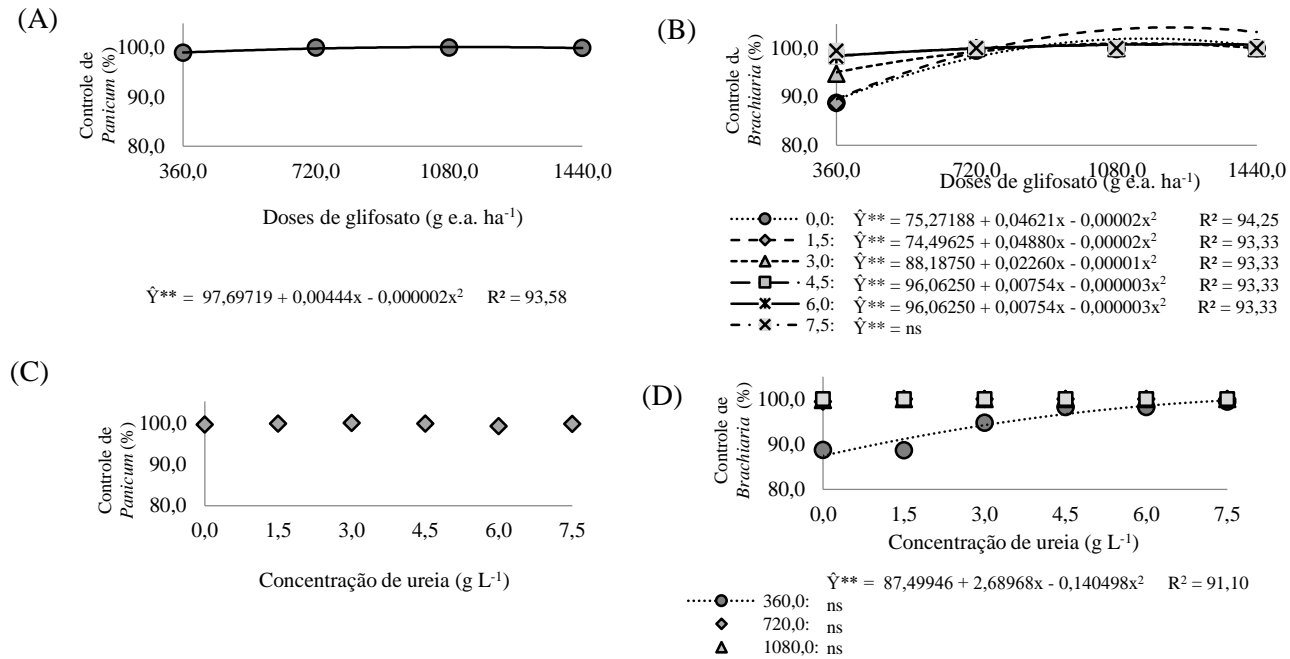 (A)
Controle de
Panicum (%)
100,0
90,0
80,0
360,0 720,0 1080,0 1440,0
Doses de glifosato (g e.a. ha⁻¹)
Ŷ** = 97,69719 + 0,00444x - 0,000002x² R² = 93,58
(B)
Controle de
Brachiaria (%)
100,0
90,0
80,0
360,0 720,0 1080,0 1440,0
Doses de glifosato (g e.a. ha⁻¹)
0,0: Ŷ** = 75,27188 + 0,04621x - 0,00002x² R² = 94,25
1,5: Ŷ** = 74,49625 + 0,04880x - 0,00002x² R² = 93,33
3,0: Ŷ** = 88,18750 + 0,02260x - 0,00001x² R² = 93,33
4,5: Ŷ** = 96,06250 + 0,00754x - 0,000003x² R² = 93,33
6,0: Ŷ** = 96,06250 + 0,00754x - 0,000003x² R² = 93,33
7,5: Ŷ** = ns
(C)
Controle de
Panicum (%)
100,0
90,0
80,0
0,0 1,5 3,0 4,5 6,0 7,5
Concentração de ureia (g L⁻¹)
(D)
Controle de
Brachiaria (%)
100,0
90,0
80,0
0,0 1,5 3,0 4,5 6,0 7,5
Concentração de ureia (g L⁻¹)
Ŷ** = 87,49946 + 2,68968x - 0,140498x² R² = 91,10
360,0: ns
720,0: ns
1080,0: ns